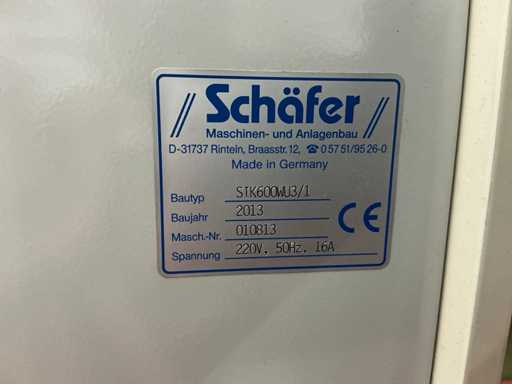 // Schäfer //
Maschinen- und Anlagenbau
D-31737 Rinteln, Braasstr. 12, ☎ 0 57 51/95 26-0
Made in Germany
Bautyp STK600WU3/1
Baujahr 2013
Masch.-Nr. 010813
Spannung 220V, 50Hz, 16A
CE